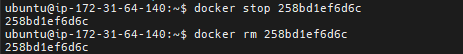 ubuntu@ip-172-31-64-140:~$ docker stop 258bd1ef6d6c
258bd1ef6d6c
ubuntu@ip-172-31-64-140:~$ docker rm 258bd1ef6d6c
258bd1ef6d6c